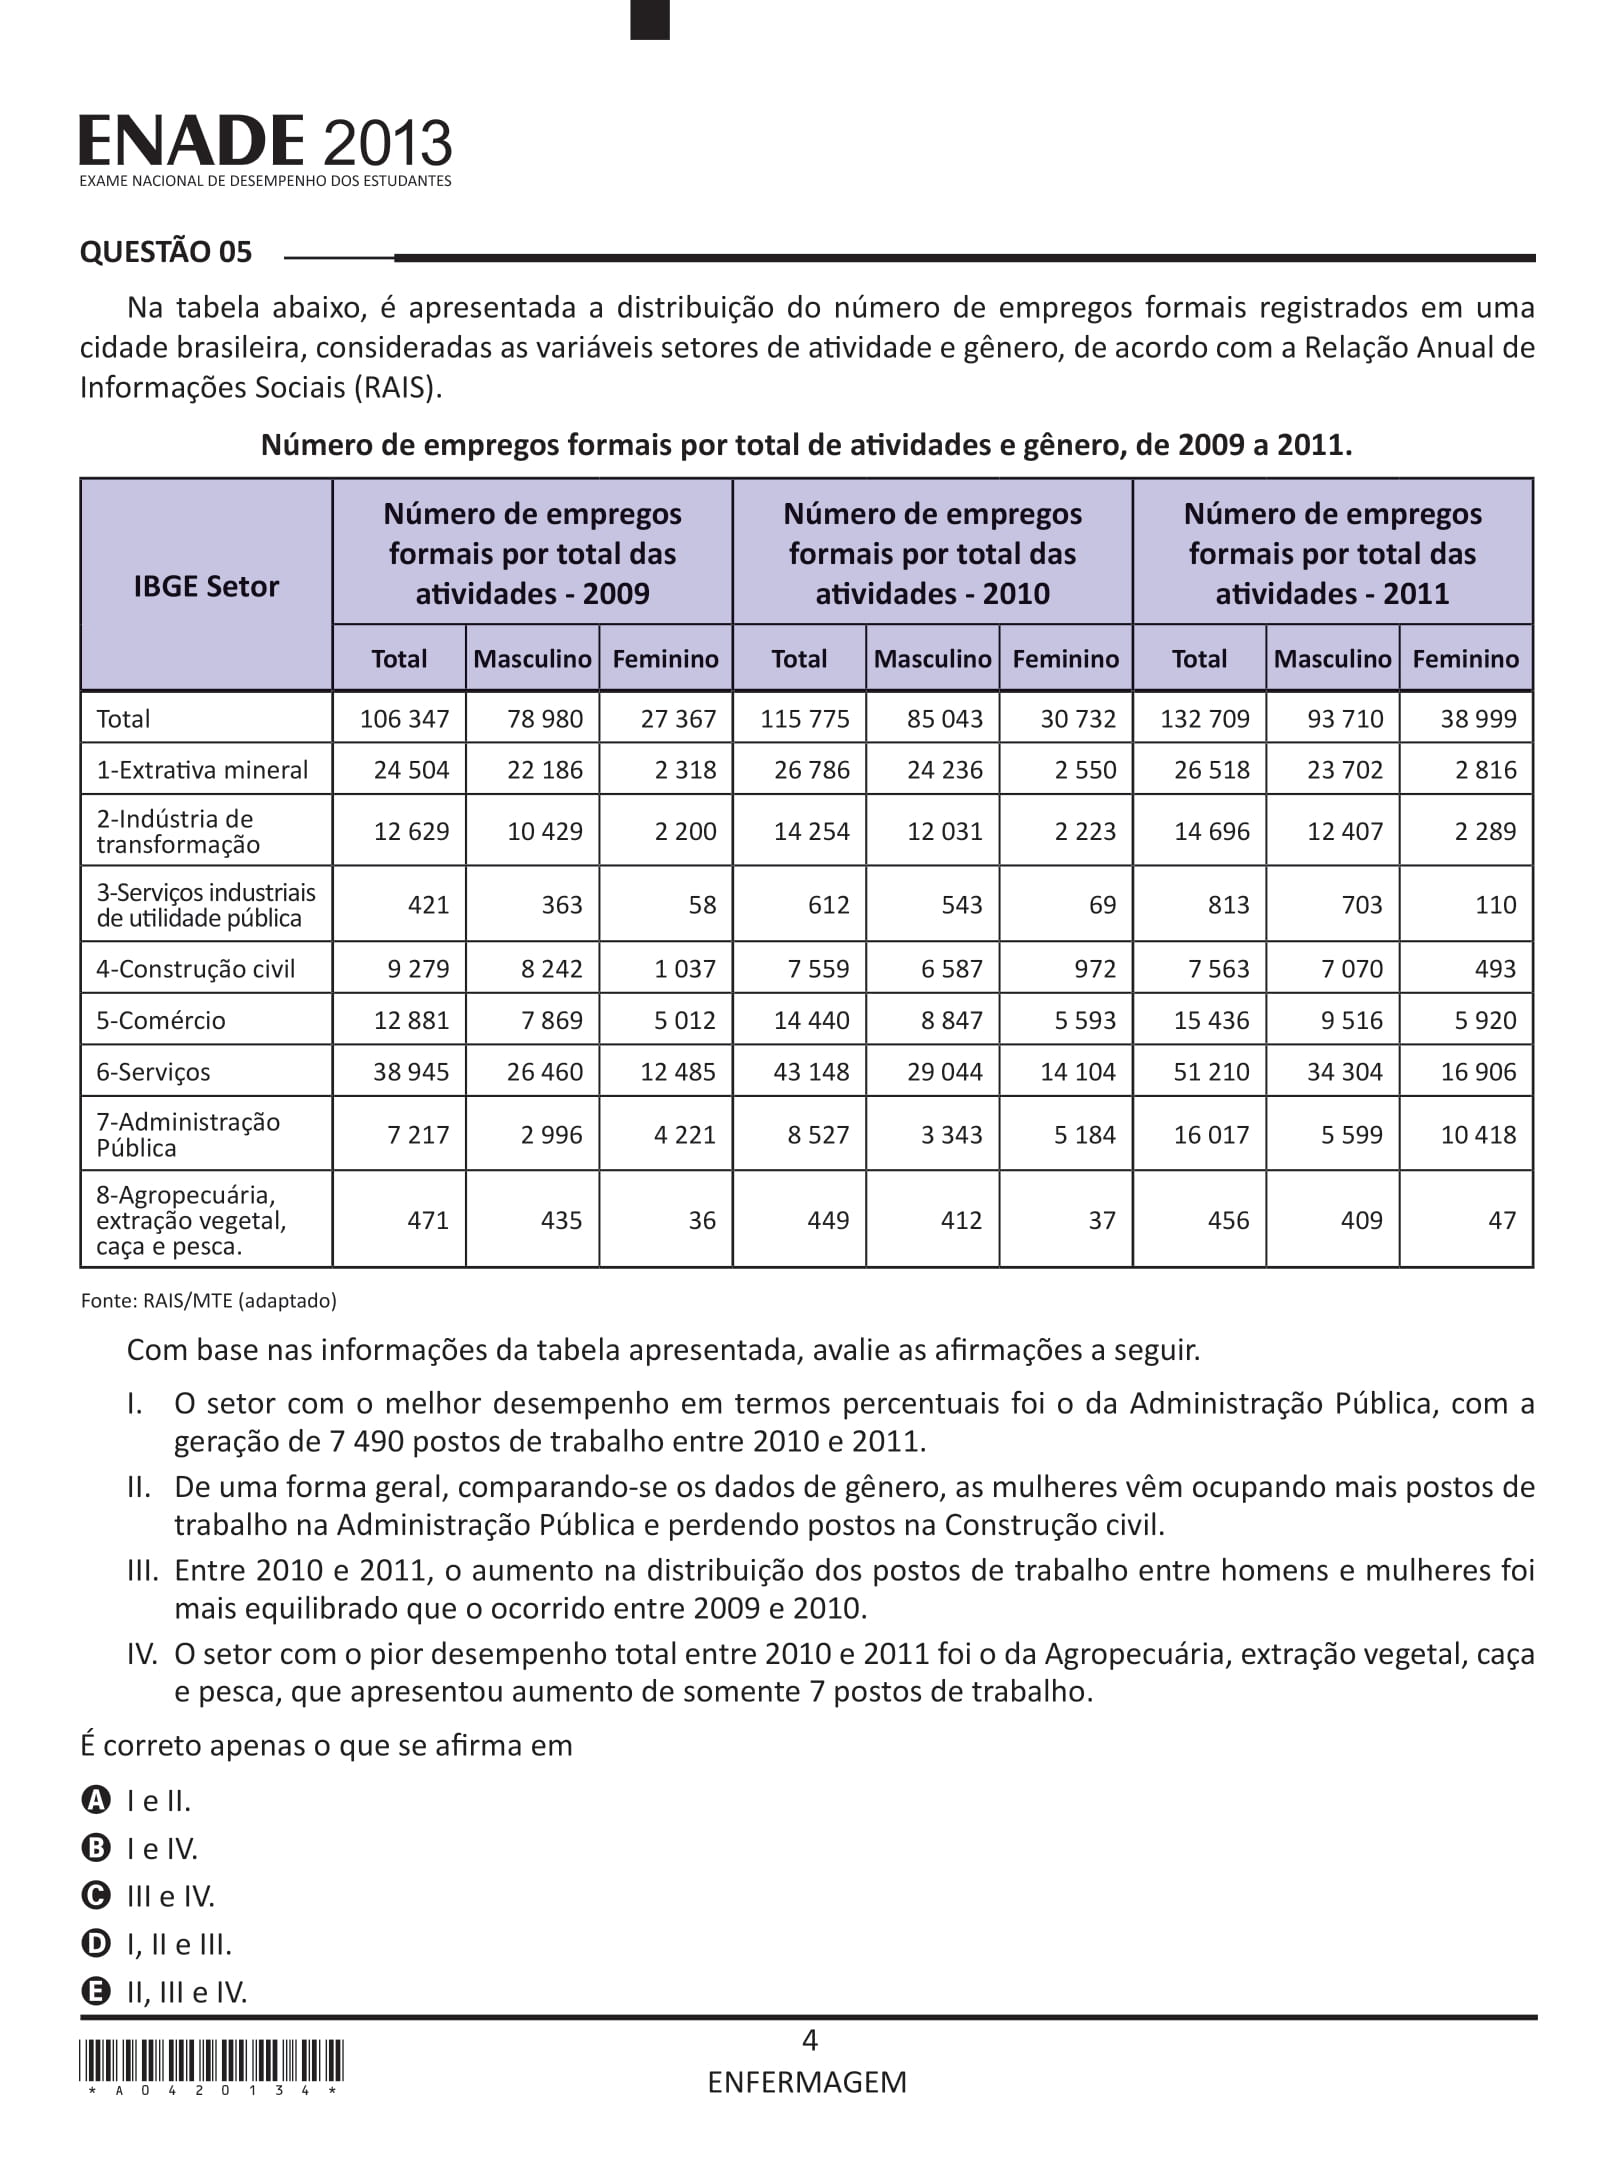 ENADE 2013
EXAME NACIONAL DE DESEMPENHO DOS ESTUDANTES
QUESTÃO 05
Na tabela abaixo, é apresentada a distribuição do número de empregos formais registrados em uma
cidade brasileira, consideradas as variáveis setores de atividade e gênero, de acordo com a Relação Anual de
Informações Sociais (RAIS).
Número de empregos formais por total de atividades e gênero, de 2009 a 2011.
IBGE Setor
Número de empregos
formais por total das
atividades - 2009
Número de empregos
formais por total das
atividades - 2010
Número de empregos
formais por total das
atividades - 2011
Total Masculino Feminino Total Masculino Feminino Total Masculino Feminino
Total 106 347 78 980 27 367 115 775 85 043 30 732 132 709 93 710 38 999
1-Extrativa mineral 24 504 22 186 2 318 26 786 24 236 2 550 26 518 23 702 2 816
2-Indústria de
transformação 12 629 10 429 2 200 14 254 12 031 2 223 14 696 12 407 2 289
3-Serviços industriais
de utilidade pública 421 363 58 612 543 69 813 703 110
4-Construção civil 9 279 8 242 1 037 7 559 6 587 972 7 563 7 070 493
5-Comércio 12 881 7 869 5 012 14 440 8 847 5 593 15 436 9 516 5 920
6-Serviços 38 945 26 460 12 485 43 148 29 044 14 104 51 210 34 304 16 906
7-Administração
Pública 7 217 2 996 4 221 8 527 3 343 5 184 16 017 5 599 10 418
8-Agropecuária,
extração vegetal,
caça e pesca. 471 435 36 449 412 37 456 409 47
Fonte: RAIS/MTE (adaptado)
Com base nas informações da tabela apresentada, avalie as afirmações a seguir.
I. O setor com o melhor desempenho em termos percentuais foi o da Administração Pública, com a
geração de 7 490 postos de trabalho entre 2010 e 2011.
II. De uma forma geral, comparando-se os dados de gênero, as mulheres vêm ocupando mais postos de
trabalho na Administração Pública e perdendo postos na Construção civil.
III. Entre 2010 e 2011, o aumento na distribuição dos postos de trabalho entre homens e mulheres foi
mais equilibrado que o ocorrido entre 2009 e 2010.
IV. O setor com o pior desempenho total entre 2010 e 2011 foi o da Agropecuária, extração vegetal, caça
e pesca, que apresentou aumento de somente 7 postos de trabalho.
É correto apenas o que se afirma em
A I e II.
B I e IV.
C III e IV.
D I, II e III.
E II, III e IV.
4
ENFERMAGEM
* A 0 4 2 0 1 3 4 *